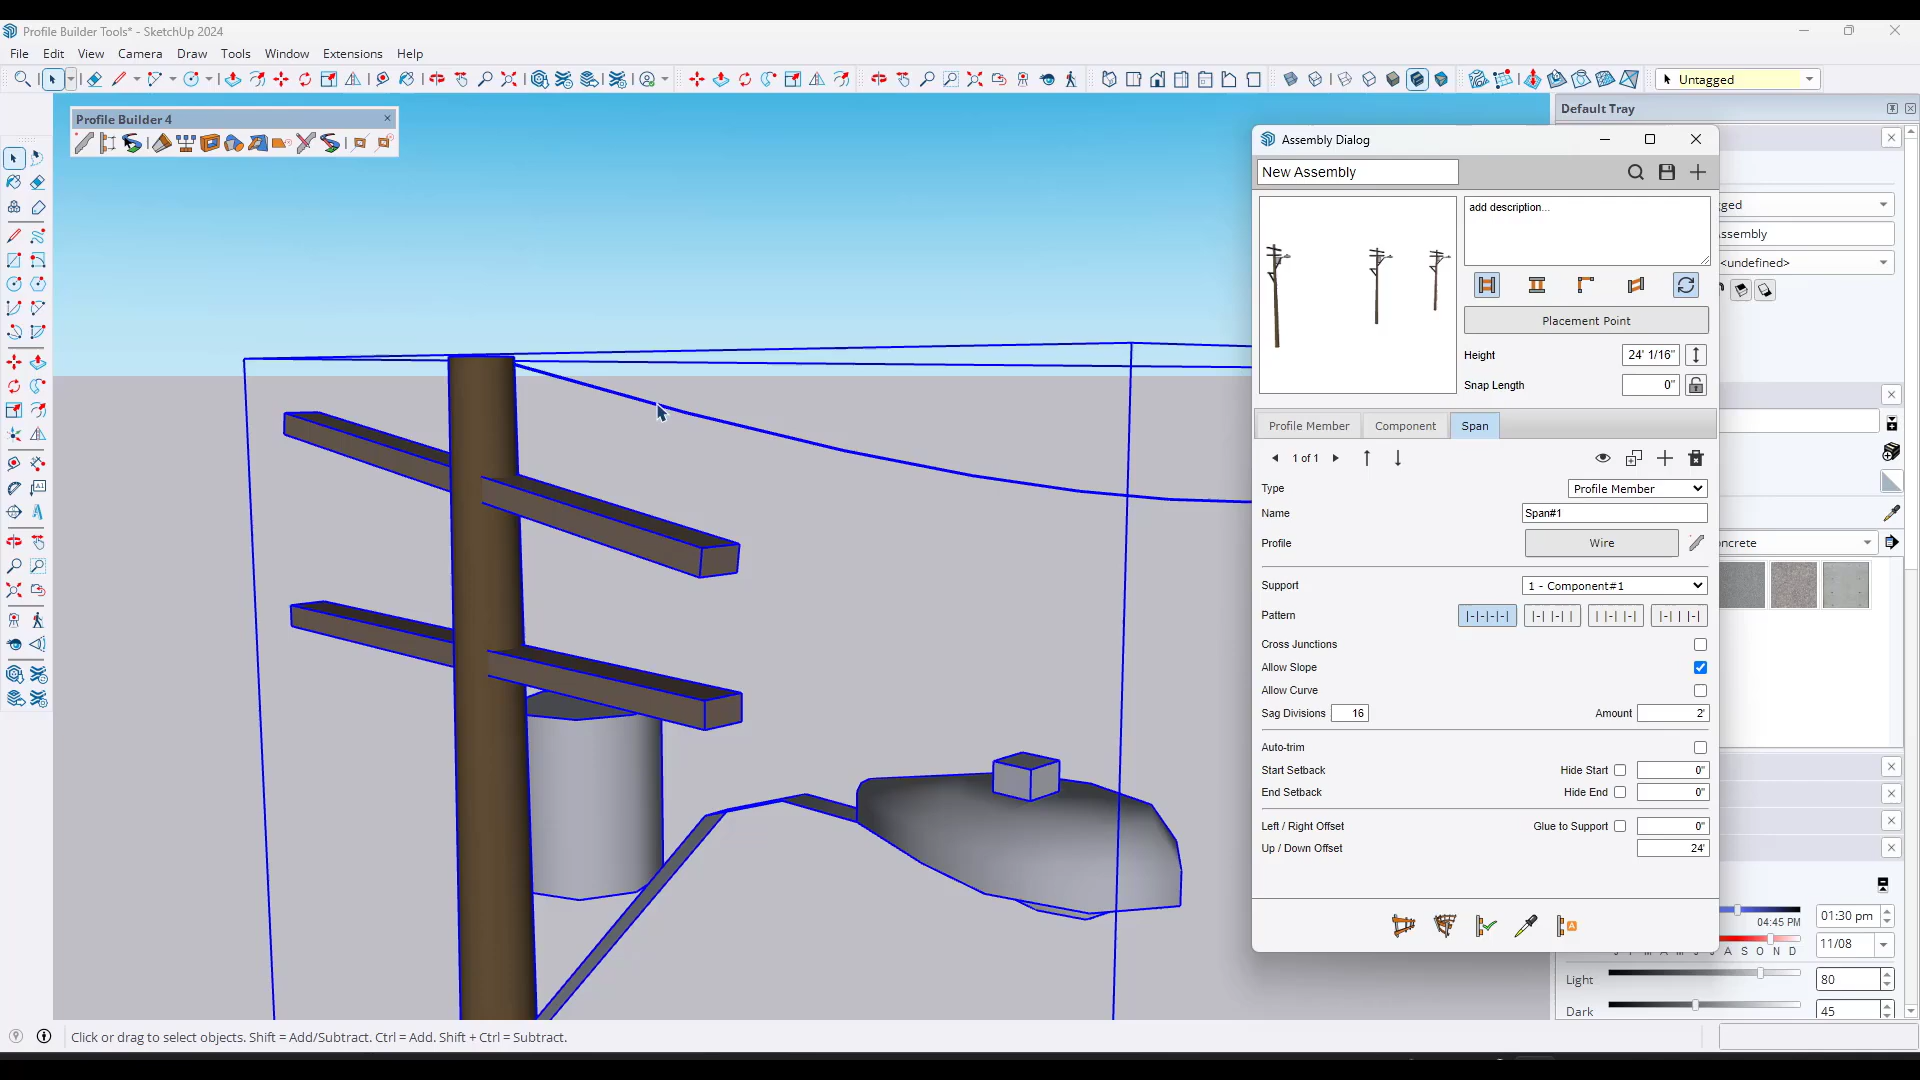 Profile Builder Tools* - SketchUp 2024
File Edit View Camera Draw Tools Window Extensions Help
Untagged
Profile Builder 4
Default Tray
Assembly Dialog
New Assembly
add description...
gged
ssembly
<undefined>
Placement Point
Height 24' 1/16"
Snap Length 0"
Profile Member Component Span
1 of 1
Type Profile Member
Name Span#1
Profile Wire
ncrete
Support 1 - Component#1
Pattern |-|-|-|-| |-| |-| | | |-| |-| |-| | |-|
Cross Junctions
Allow Slope
Allow Curve
Sag Divisions 16 Amount 2'
Auto-trim
Start Setback Hide Start 0"
End Setback Hide End 0"
Left / Right Offset Glue to Support 0"
Up / Down Offset 24'
04:45 PM 01:30 pm
A S O N D 11/08
Light 80
Dark 45
Click or drag to select objects. Shift = Add/Subtract. Ctrl = Add. Shift + Ctrl = Subtract.